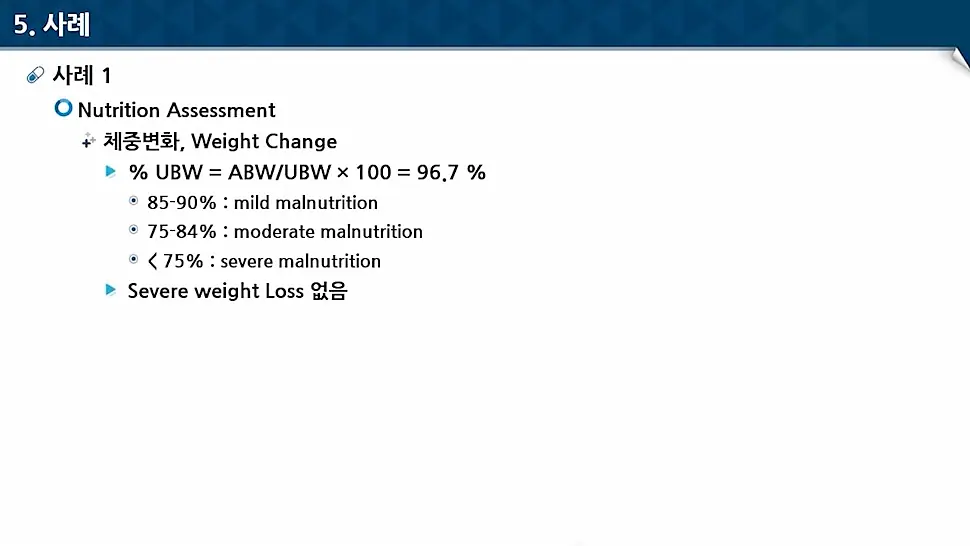 5. 사례
사례 1
Nutrition Assessment
체중변화, Weight Change
% UBW = ABW/UBW × 100 = 96.7 %
85-90% : mild malnutrition
75-84% : moderate malnutrition
< 75% : severe malnutrition
Severe weight Loss 없음